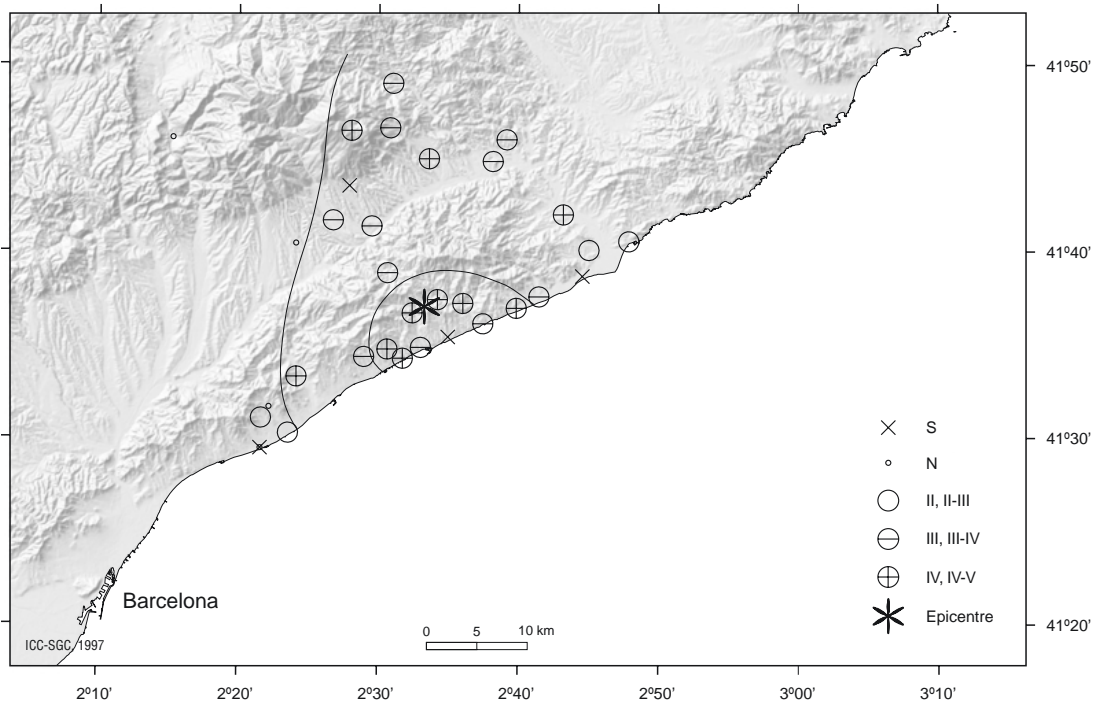 41º50'
41º40'
S
41º30'
N
II, II-III
III, III-IV
IV, IV-V
Barcelona
Epicentre
41º20'
0 5 10 km
ICC-SGC, 1997
2º10' 2º20' 2º30' 2º40' 2º50' 3º00' 3º10'